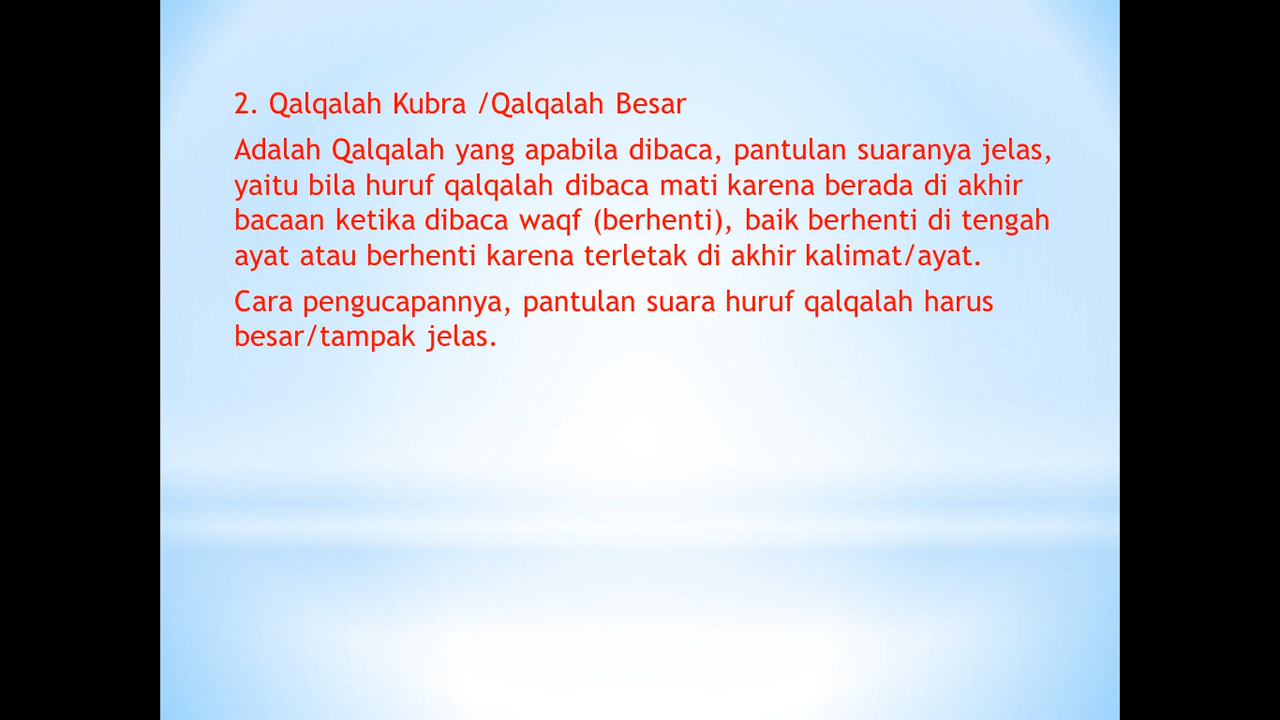 2. Qalqalah Kubra /Qalqalah Besar
Adalah Qalqalah yang apabila dibaca, pantulan suaranya jelas,
yaitu bila huruf qalqalah dibaca mati karena berada di akhir
bacaan ketika dibaca waqf (berhenti), baik berhenti di tengah
ayat atau berhenti karena terletak di akhir kalimat/ayat.
Cara pengucapannya, pantulan suara huruf qalqalah harus
besar/tampak jelas.